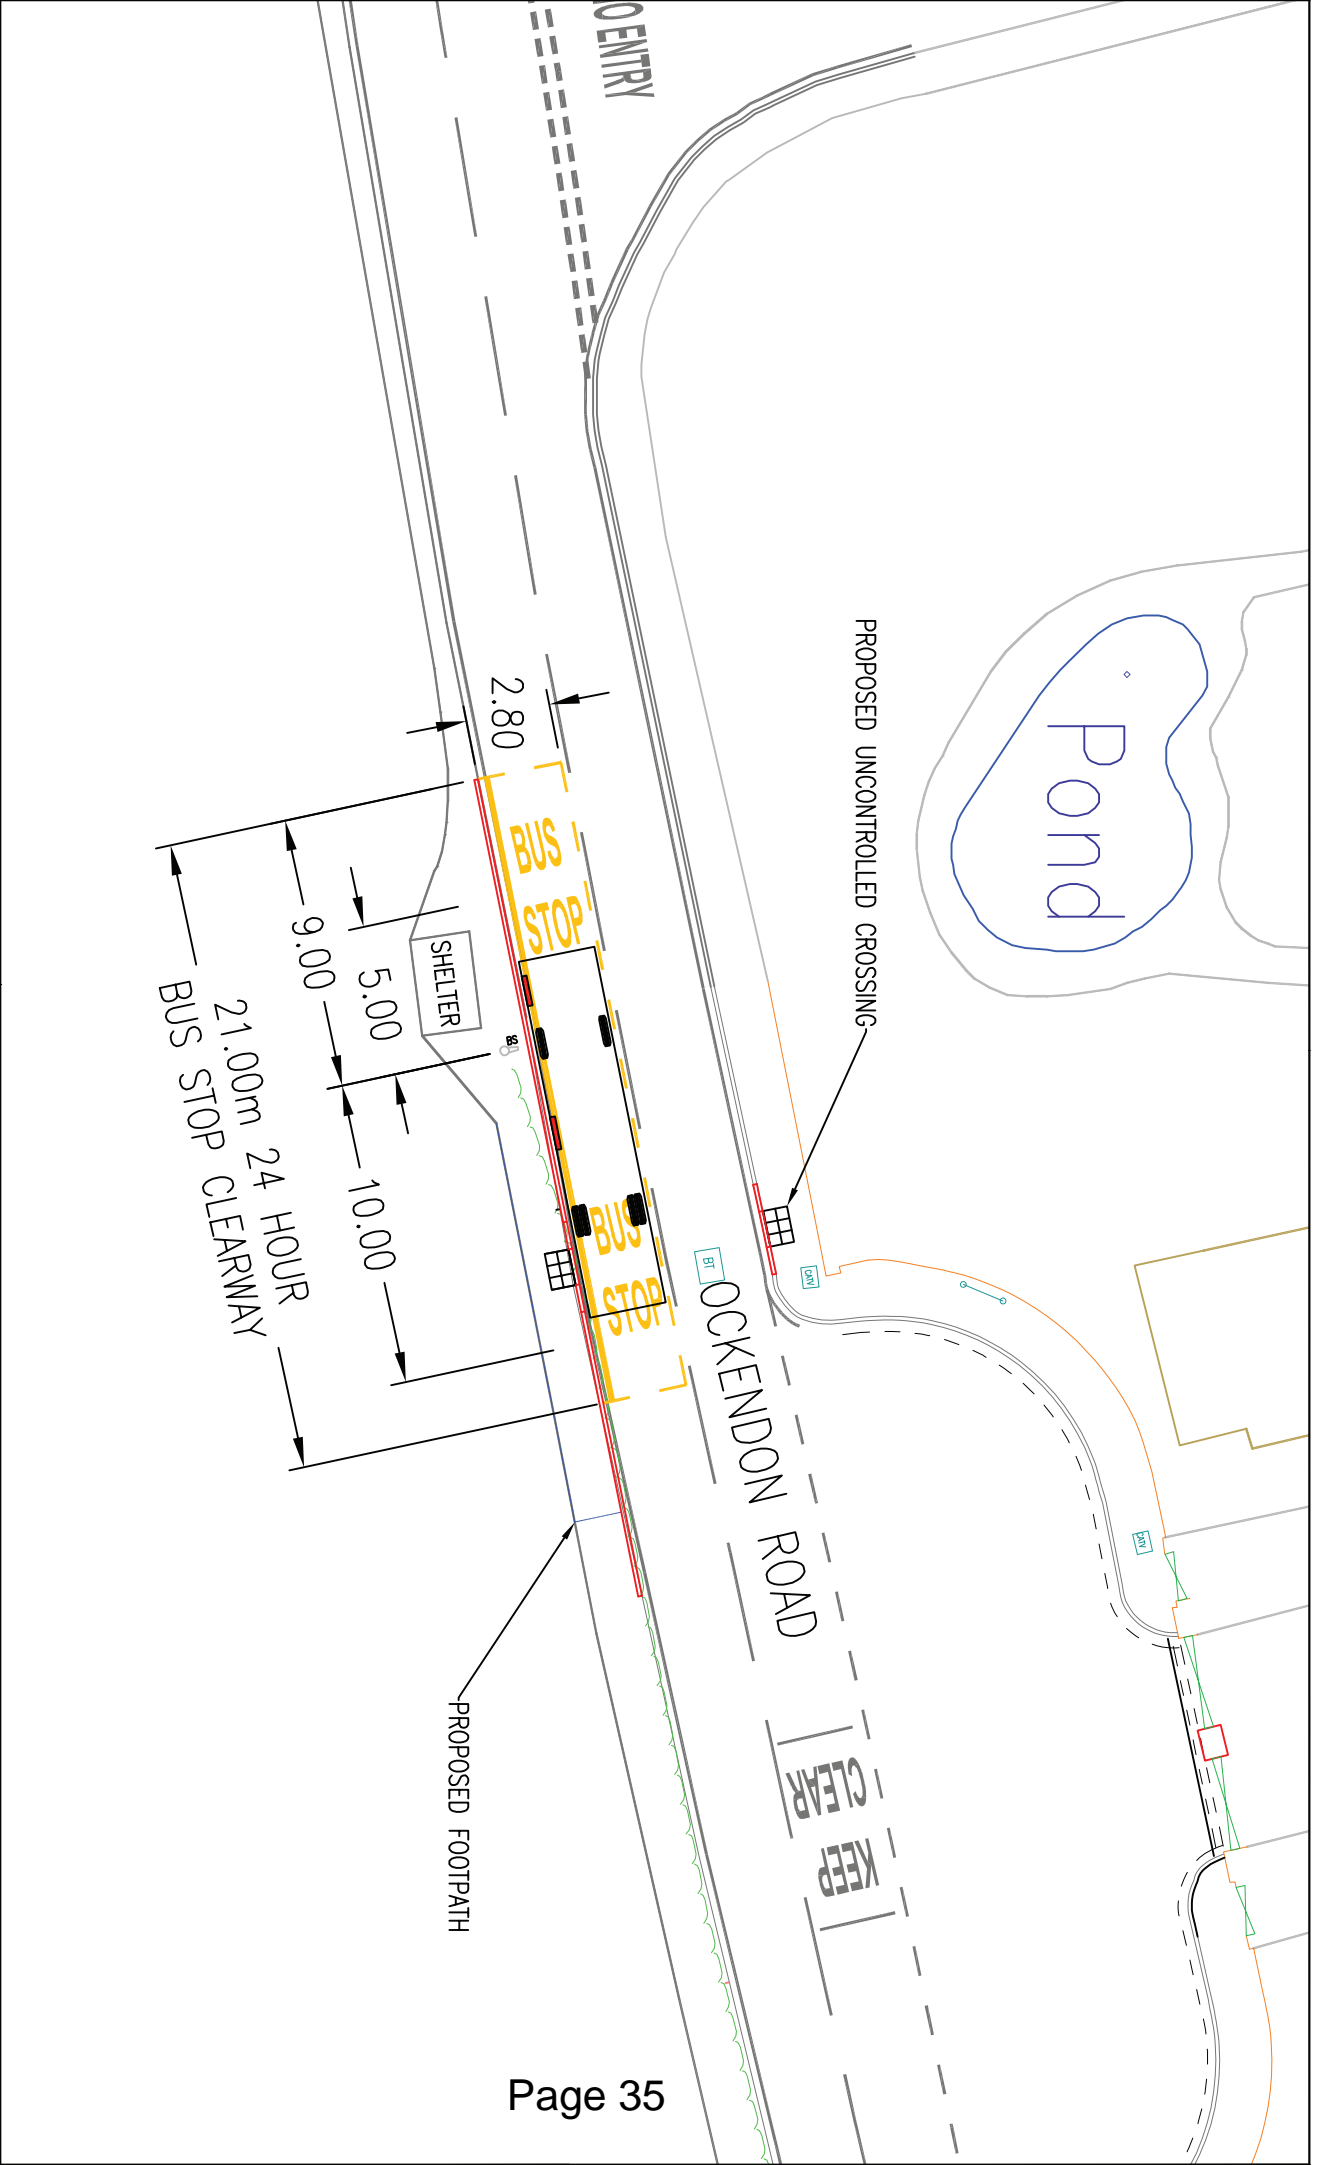 O ENTRY
Pond
PROPOSED UNCONTROLLED CROSSING
2.80
BUS
STOP
SHELTER
BS
5.00
9.00
10.00
21.00m 24 HOUR
BUS STOP CLEARWAY
BUS
STOP
BT
CATV
OCKENDON ROAD
CATV
KEEP
CLEAR
PROPOSED FOOTPATH
Page 35